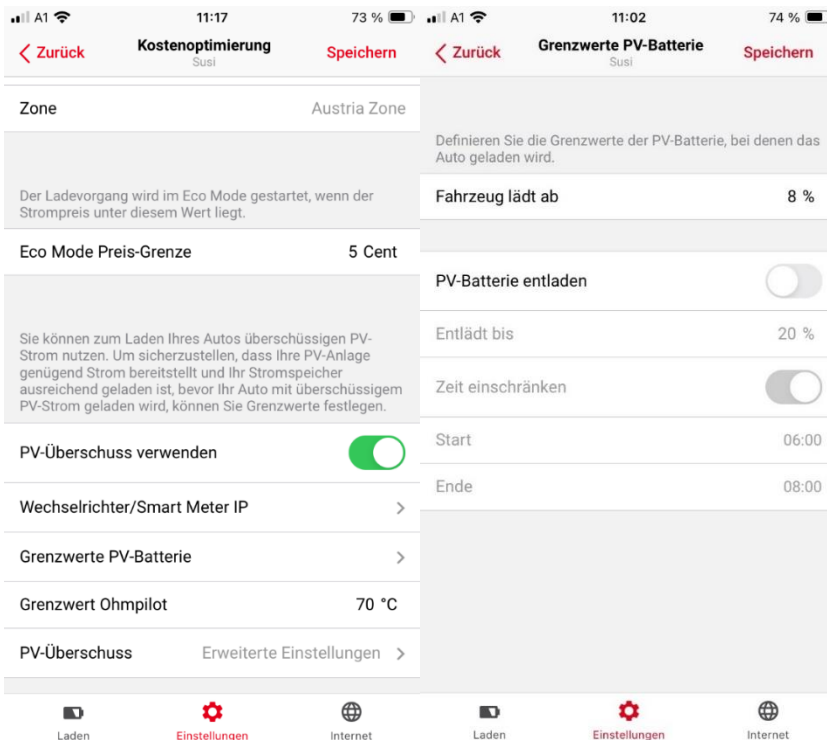 A1
11:17
73 %
Zurück
Kostenoptimierung
Speichern
Susi
Zone
Austria Zone
Der Ladevorgang wird im Eco Mode gestartet, wenn der
Strompreis unter diesem Wert liegt.
Eco Mode Preis-Grenze
5 Cent
Sie können zum Laden Ihres Autos überschüssigen PV-
Strom nutzen. Um sicherzustellen, dass Ihre PV-Anlage
genügend Strom bereitstellt und Ihr Stromspeicher
ausreichend geladen ist, bevor Ihr Auto mit überschüssigem
PV-Strom geladen wird, können Sie Grenzwerte festlegen.
PV-Überschuss verwenden
Wechselrichter/Smart Meter IP
Grenzwerte PV-Batterie
Grenzwert Ohmpilot
70 °C
PV-Überschuss
Erweiterte Einstellungen
Laden
Einstellungen
Internet
A1
11:02
74 %
Zurück
Grenzwerte PV-Batterie
Speichern
Susi
Definieren Sie die Grenzwerte der PV-Batterie, bei denen das
Auto geladen wird.
Fahrzeug lädt ab
8 %
PV-Batterie entladen
Entlädt bis
20 %
Zeit einschränken
Start
06:00
Ende
08:00
Laden
Einstellungen
Internet